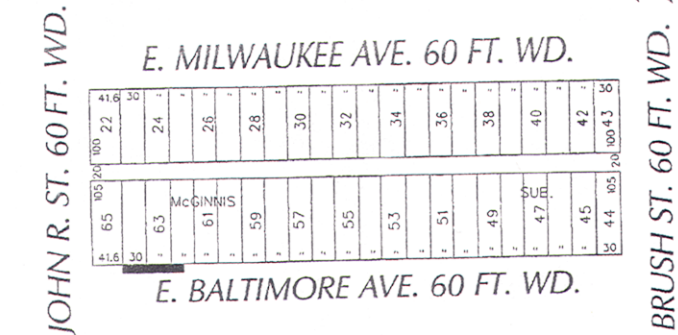 E. MILWAUKEE AVE. 60 FT. WD.
JOHN R. ST. 60 FT. WD.
BRUSH ST. 60 FT. WD.
41.6 30 " " " " " " " " " " " " " " " " " " 30
22 24 26 28 30 32 34 36 38 40 42 43
100 100
20 20
105 105
McGINNIS SUB.
65 63 61 59 57 55 53 51 49 47 45 44
41.6 30 " " " " " " " " " " " " " " " " " " 30
E. BALTIMORE AVE. 60 FT. WD.